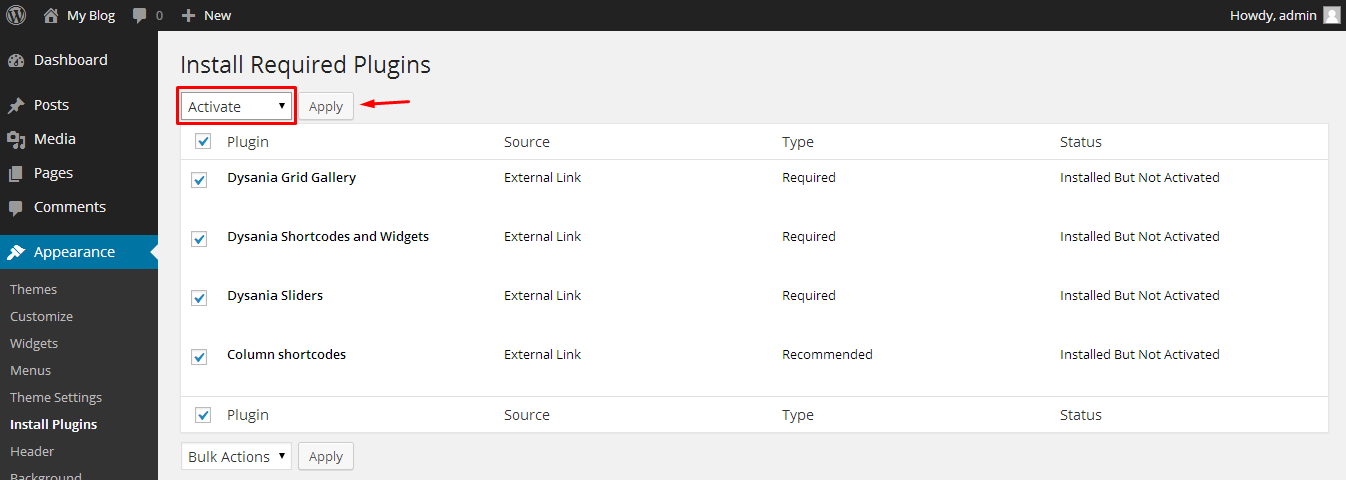 My Blog 0 New Howdy, admin
Dashboard
Posts
Media
Pages
Comments
Appearance
Themes
Customize
Widgets
Menus
Theme Settings
Install Plugins
Header
Background
Install Required Plugins
Activate Apply
Plugin Source Type Status
Dysania Grid Gallery External Link Required Installed But Not Activated
Dysania Shortcodes and Widgets External Link Required Installed But Not Activated
Dysania Sliders External Link Required Installed But Not Activated
Column shortcodes External Link Recommended Installed But Not Activated
Plugin Source Type Status
Bulk Actions Apply